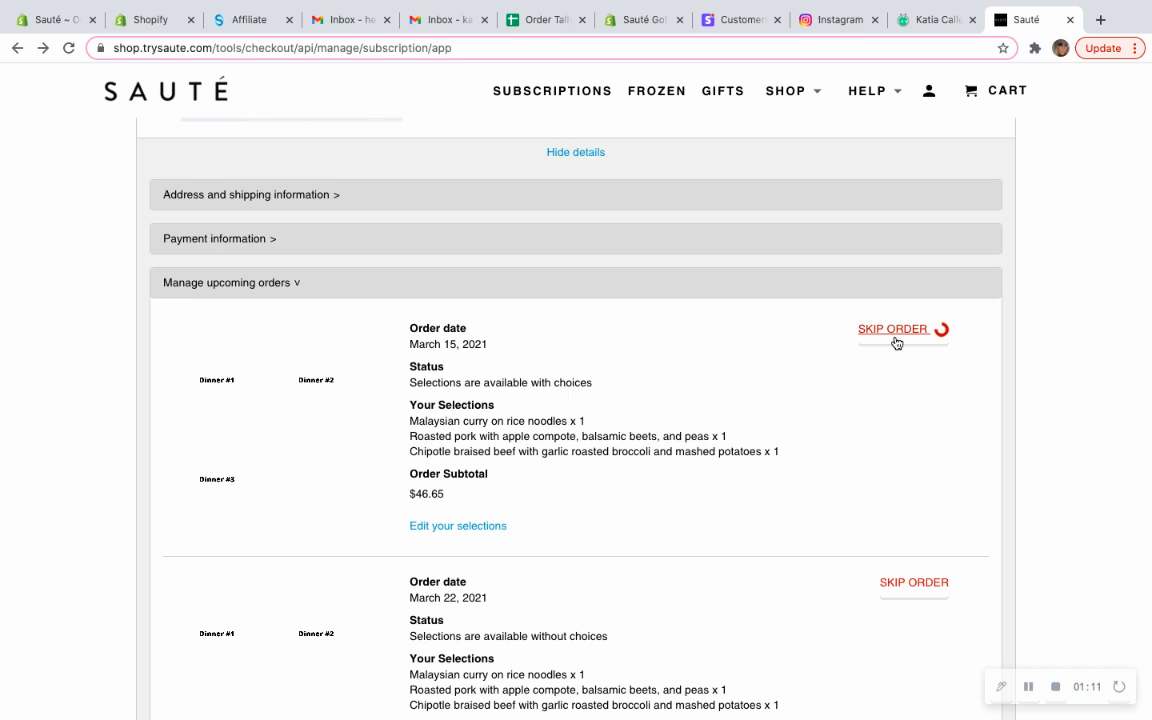 Sauté ~ O
Shopify
Affiliate
Inbox - he
Inbox - ka
Order Tall
Sauté Go!
Customer
Instagram
Katia Calle
Sauté
shop.trysaute.com/tools/checkout/api/manage/subscription/app
Update
SAUTÉ
SUBSCRIPTIONS
FROZEN
GIFTS
SHOP
HELP
CART
Hide details
Address and shipping information >
Payment information >
Manage upcoming orders v
Order date
March 15, 2021
SKIP ORDER
Status
Selections are available with choices
Dinner #1
Dinner #2
Your Selections
Malaysian curry on rice noodles x 1
Roasted pork with apple compote, balsamic beets, and peas x 1
Chipotle braised beef with garlic roasted broccoli and mashed potatoes x 1
Dinner #3
Order Subtotal
$46.65
Edit your selections
Order date
March 22, 2021
SKIP ORDER
Status
Selections are available without choices
Dinner #1
Dinner #2
Your Selections
Malaysian curry on rice noodles x 1
Roasted pork with apple compote, balsamic beets, and peas x 1
Chipotle braised beef with garlic roasted broccoli and mashed potatoes x 1
01:11